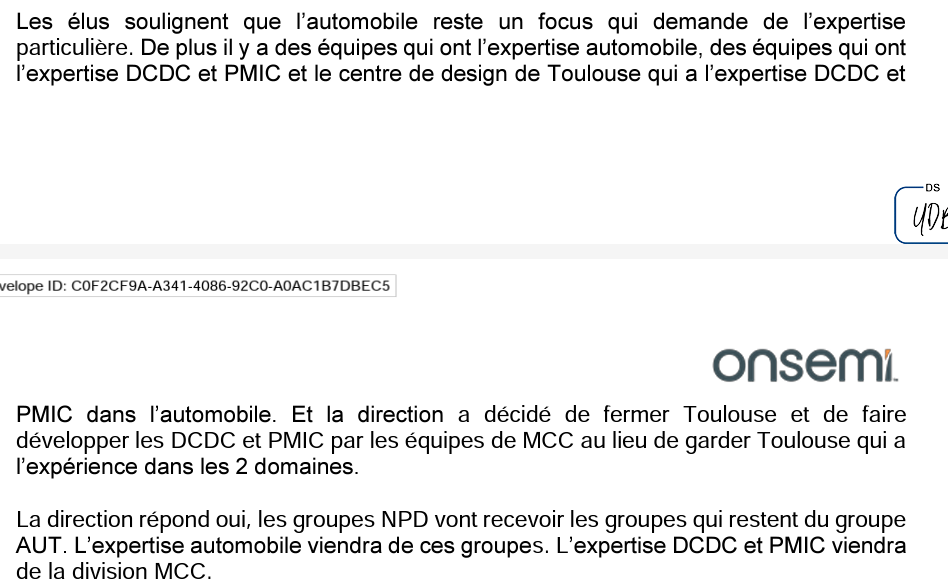 Les élus soulignent que l'automobile reste un focus qui demande de l'expertise
particulière. De plus il y a des équipes qui ont l'expertise automobile, des équipes qui ont
l'expertise DCDC et PMIC et le centre de design de Toulouse qui a l'expertise DCDC et
DS
velope ID: C0F2CF9A-A341-4086-92C0-A0AC1B7DBEC5
onsemi
PMIC dans l'automobile. Et la direction a décidé de fermer Toulouse et de faire
développer les DCDC et PMIC par les équipes de MCC au lieu de garder Toulouse qui a
l'expérience dans les 2 domaines.
La direction répond oui, les groupes NPD vont recevoir les groupes qui restent du groupe
AUT. L'expertise automobile viendra de ces groupes. L'expertise DCDC et PMIC viendra
de la division MCC.